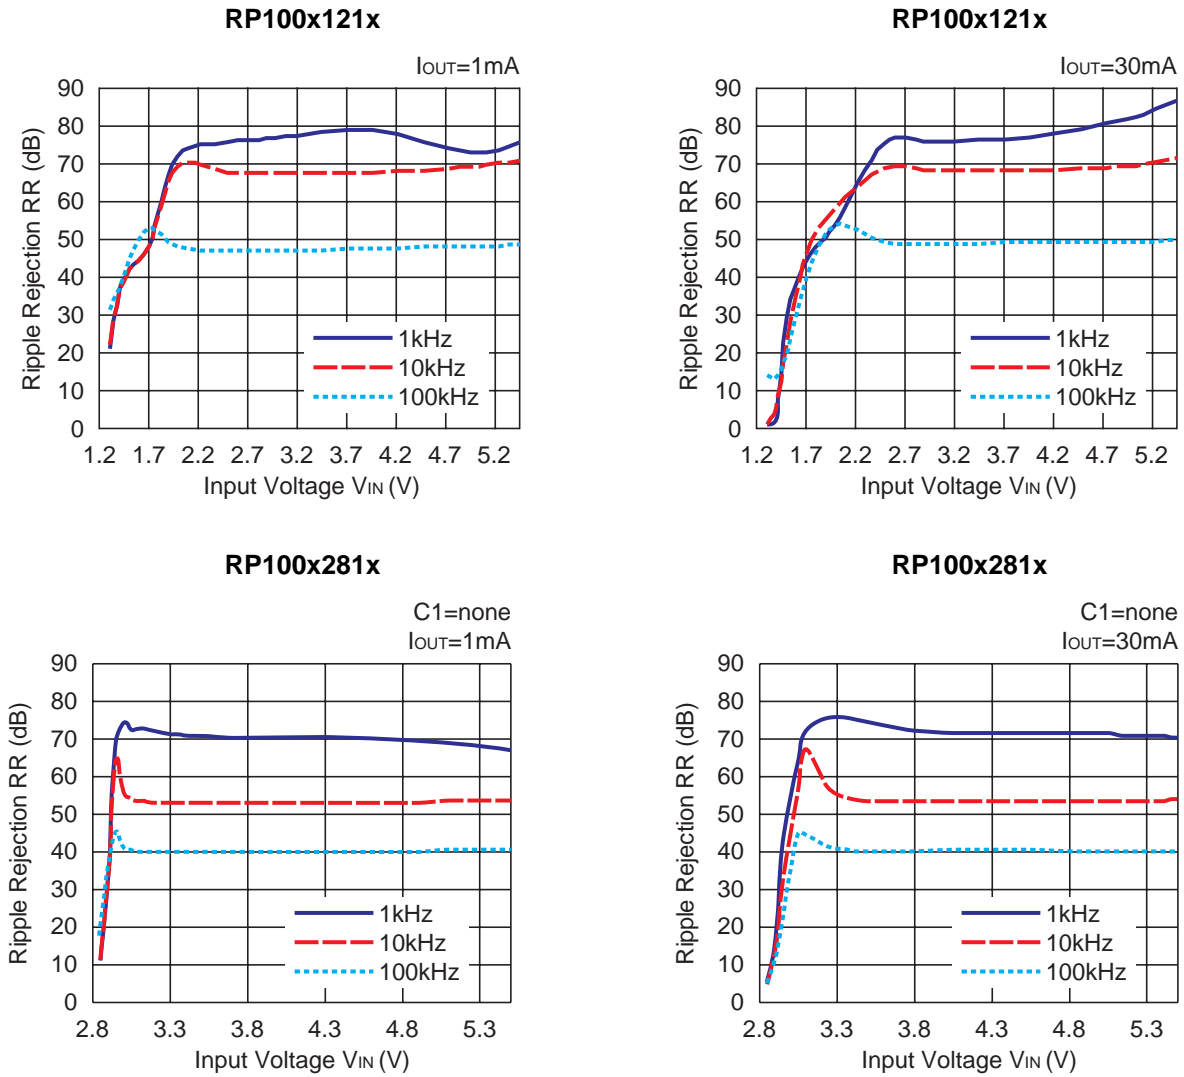 RP100x121x
IOUT=1mA
Ripple Rejection RR (dB)
90
80
70
60
50
40
30
20
10
0
1kHz
10kHz
100kHz
1.2 1.7 2.2 2.7 3.2 3.7 4.2 4.7 5.2
Input Voltage VIN (V)
RP100x121x
IOUT=30mA
Ripple Rejection RR (dB)
90
80
70
60
50
40
30
20
10
0
1kHz
10kHz
100kHz
1.2 1.7 2.2 2.7 3.2 3.7 4.2 4.7 5.2
Input Voltage VIN (V)
RP100x281x
C1=none
IOUT=1mA
Ripple Rejection RR (dB)
90
80
70
60
50
40
30
20
10
0
1kHz
10kHz
100kHz
2.8 3.3 3.8 4.3 4.8 5.3
Input Voltage VIN (V)
RP100x281x
C1=none
IOUT=30mA
Ripple Rejection RR (dB)
90
80
70
60
50
40
30
20
10
0
1kHz
10kHz
100kHz
2.8 3.3 3.8 4.3 4.8 5.3
Input Voltage VIN (V)